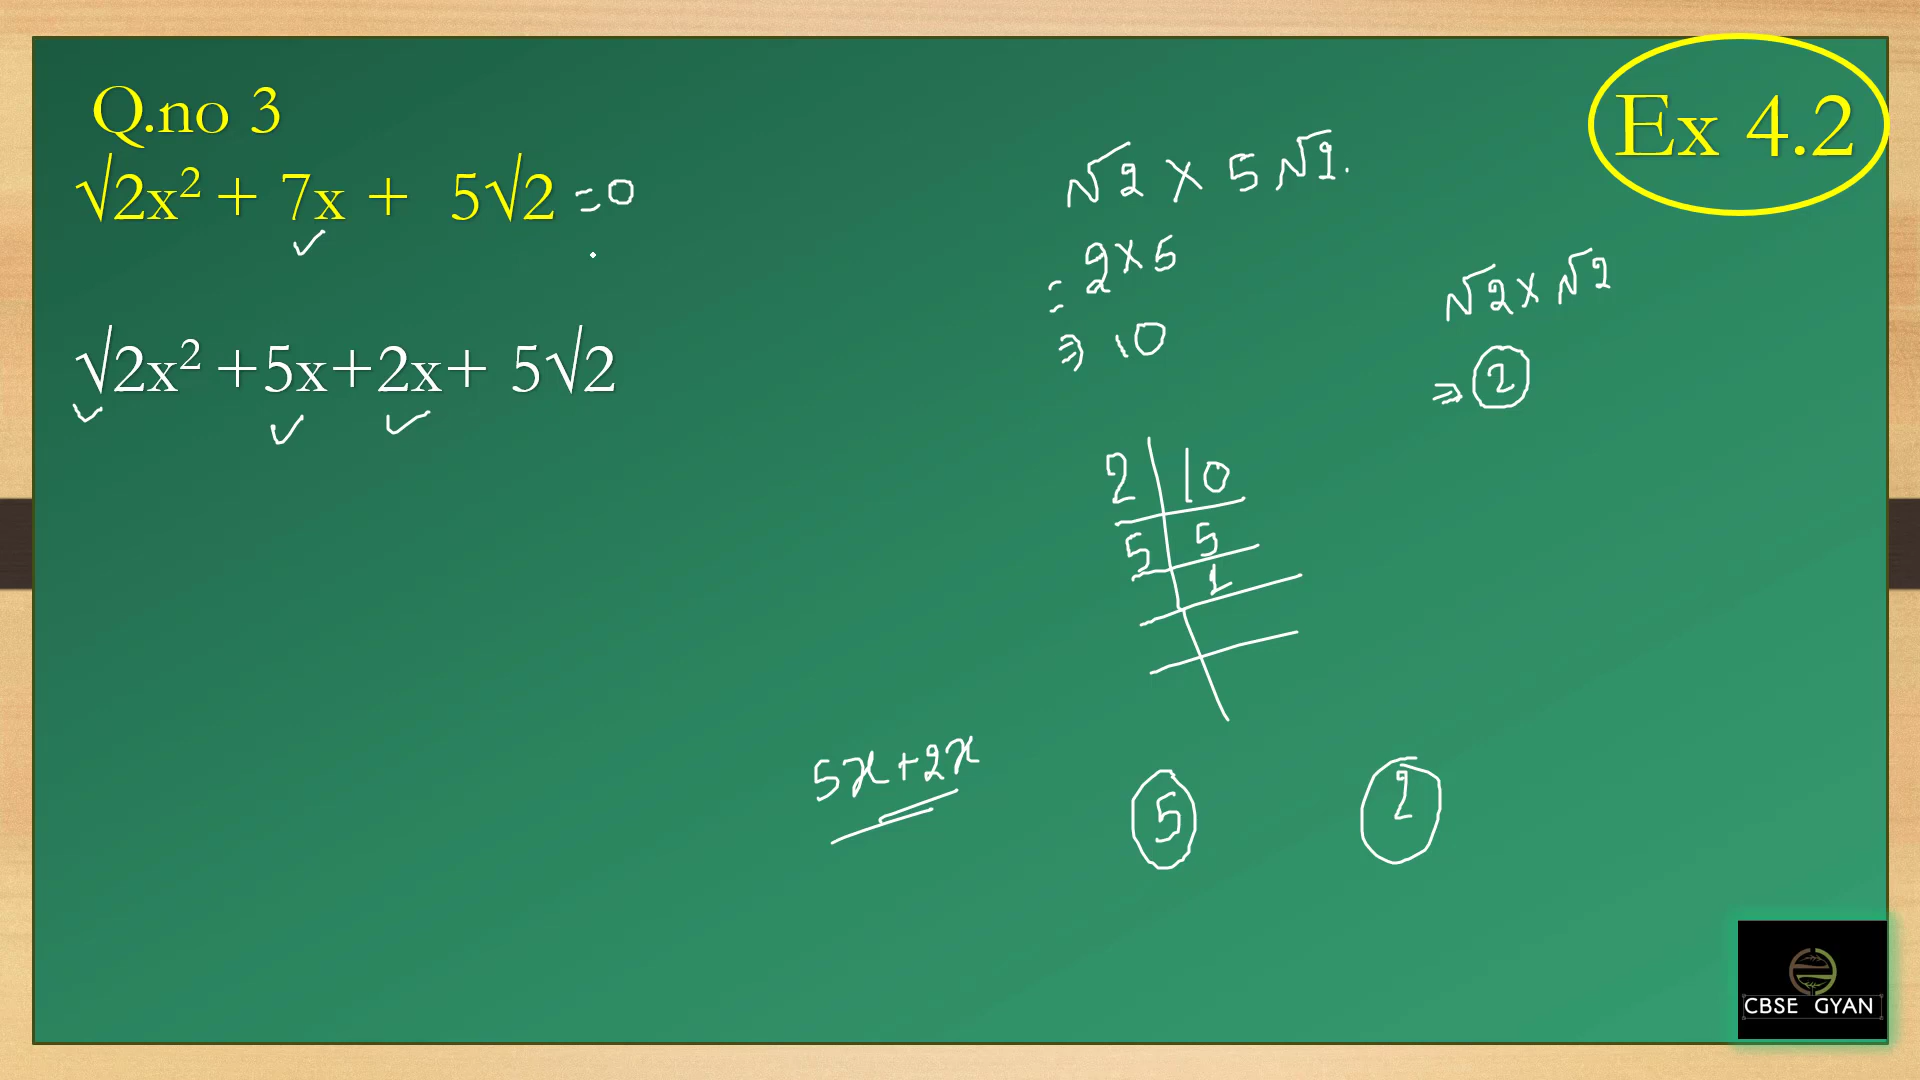 Q.no 3
Ex 4.2
√2x² + 7x + 5√2 = 0
√2x² +5x+2x+ 5√2
√2 × 5√2.
= 2×5
⇒ 10
√2 × √2
⇒ 2
2 | 10
5 | 5
1
5x+2x
5
2
CBSE GYAN